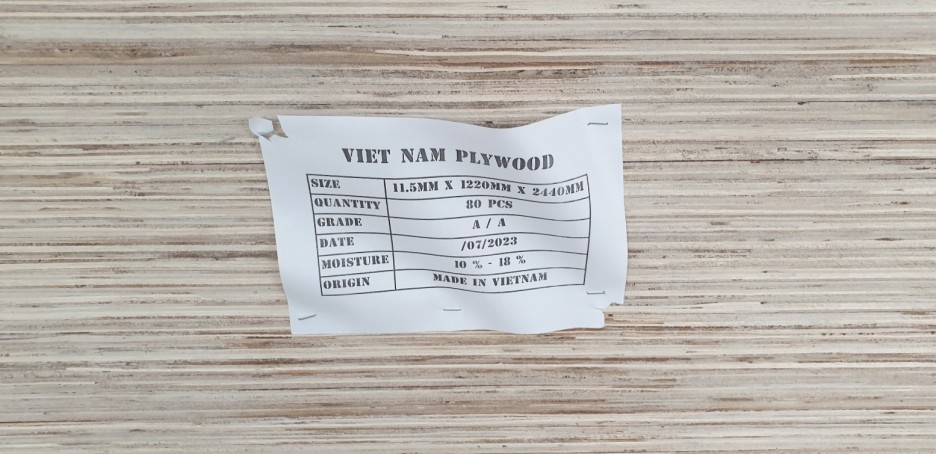 VIET NAM PLYWOOD
SIZE 11.5MM X 1220MM X 2440MM
QUANTITY 80 PCS
GRADE A / A
DATE /07/2023
MOISTURE 10 % - 18 %
ORIGIN MADE IN VIETNAM